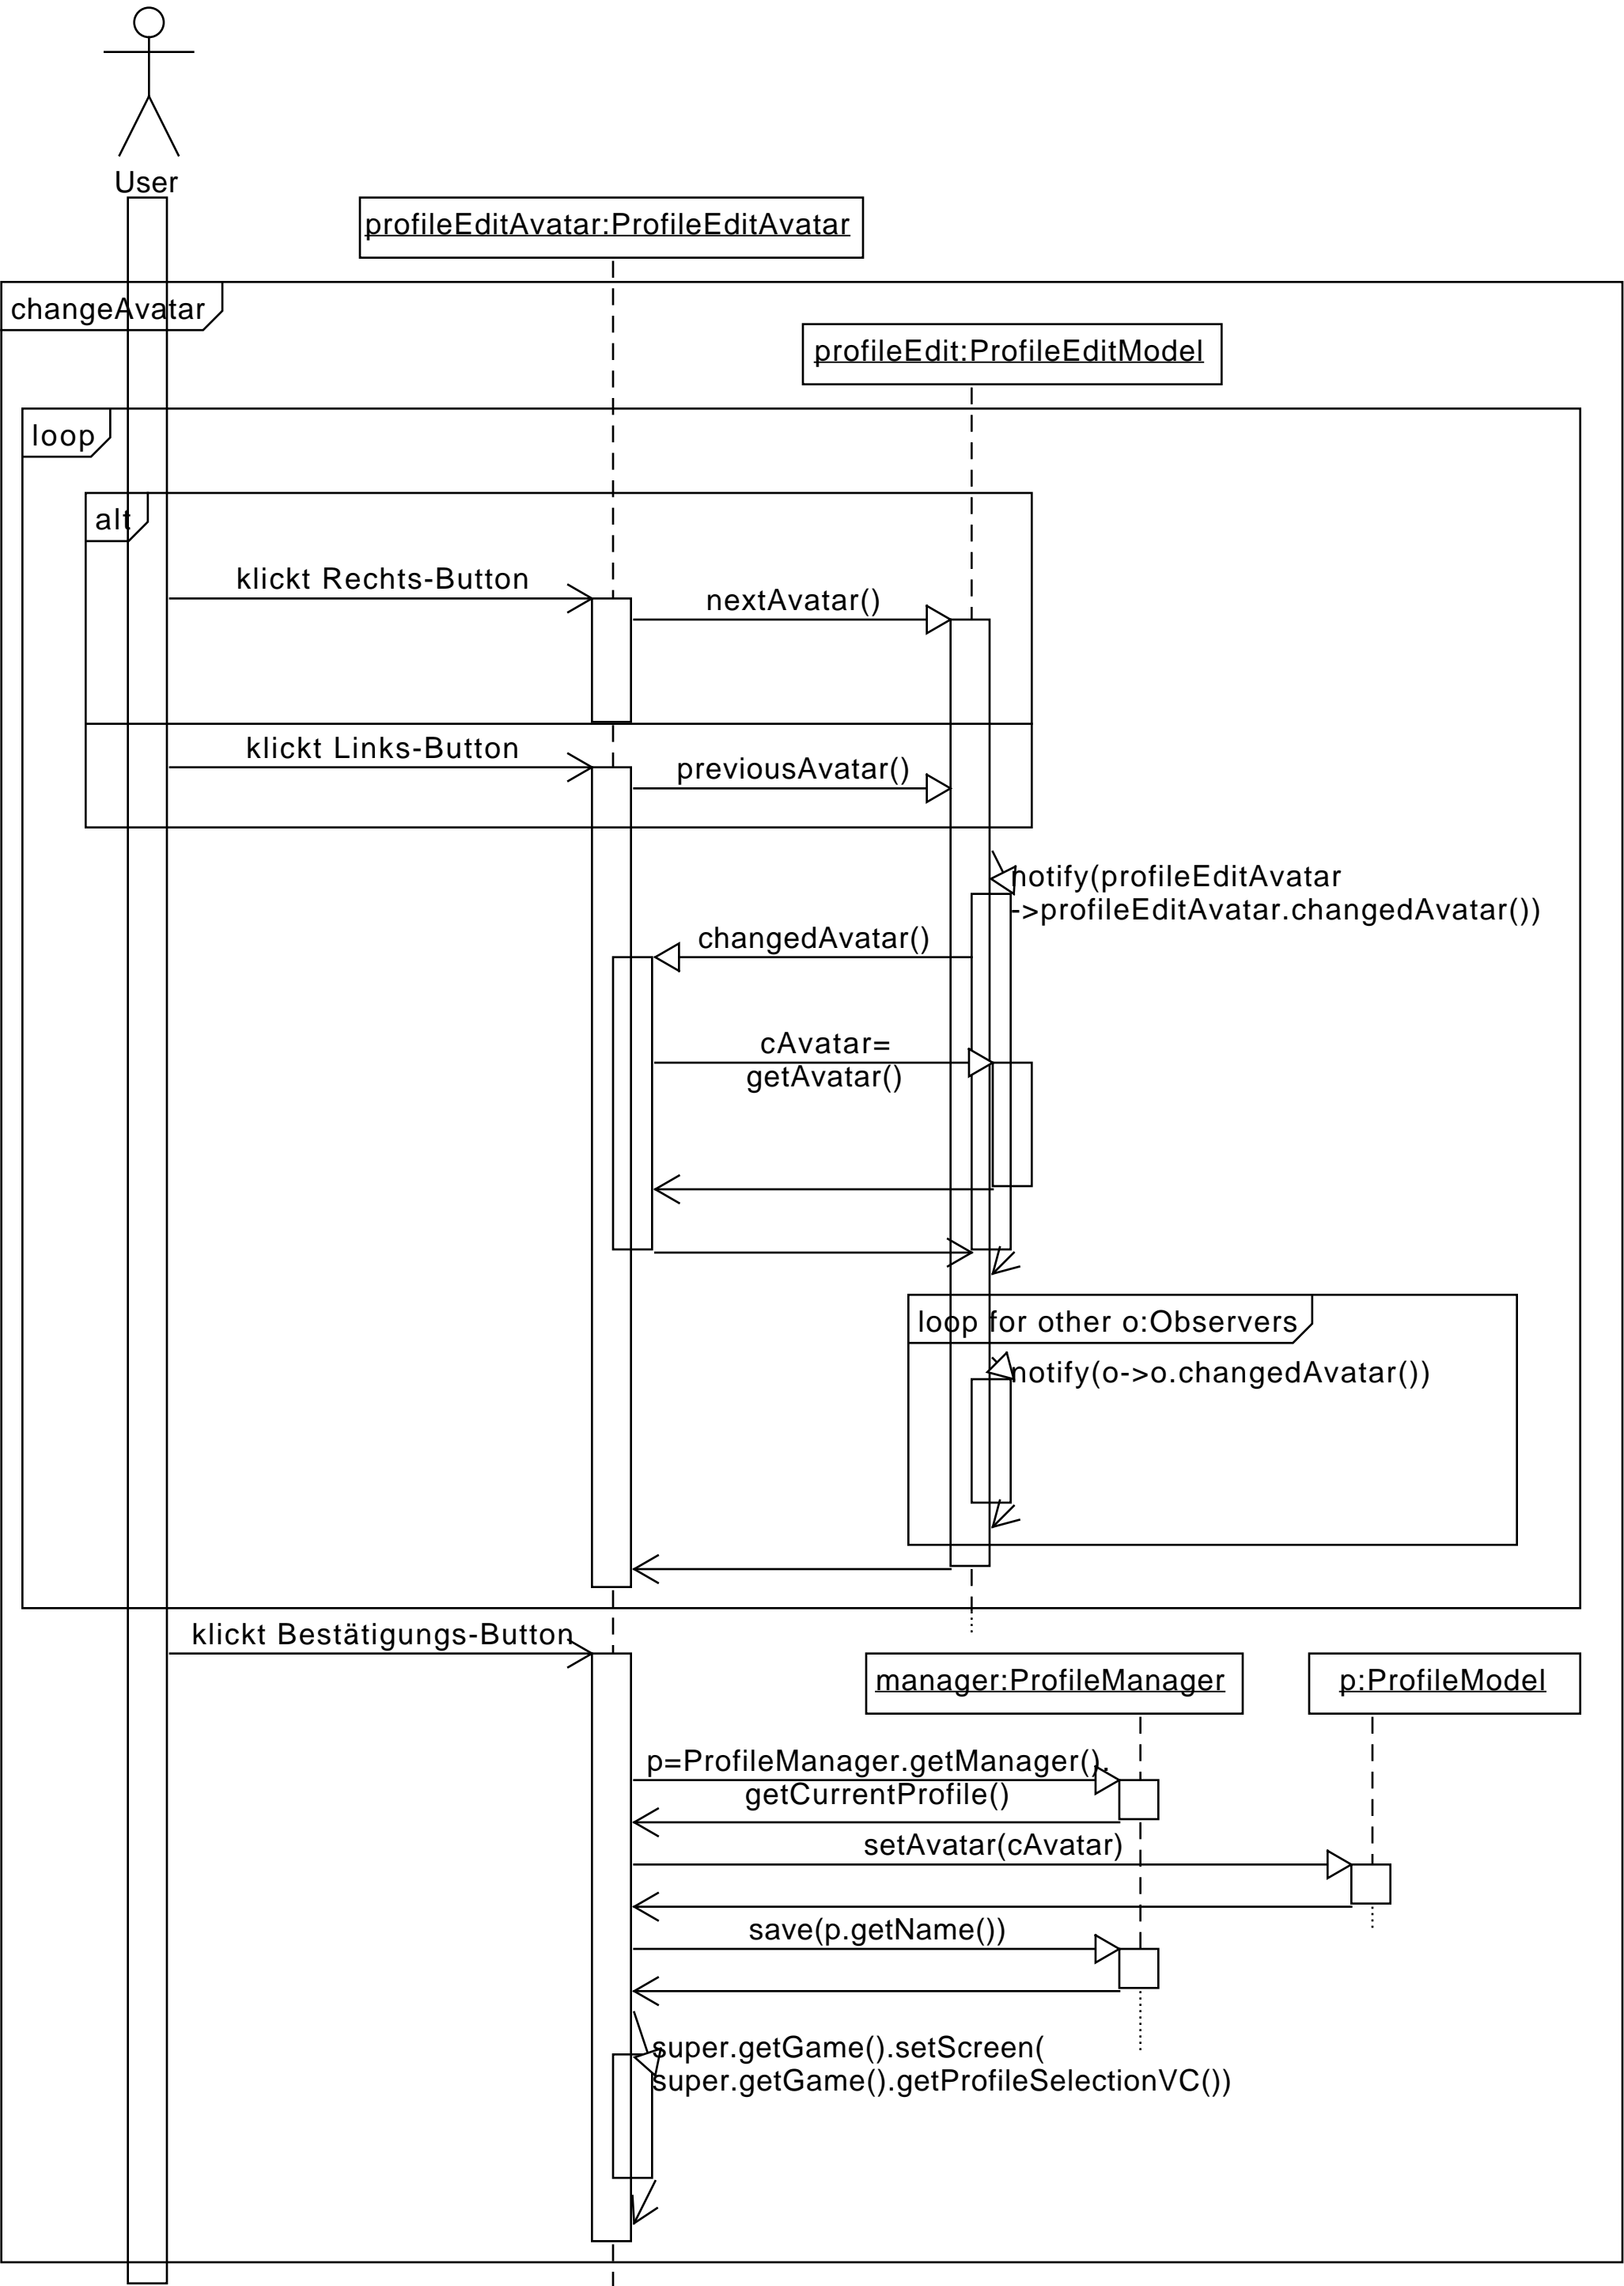 User
profileEditAvatar:ProfileEditAvatar
changeAvatar
profileEdit:ProfileEditModel
loop
alt
klickt Rechts-Button
nextAvatar()
klickt Links-Button
previousAvatar()
notify(profileEditAvatar
->profileEditAvatar.changedAvatar())
changedAvatar()
cAvatar=
getAvatar()
loop for other o:Observers
notify(o->o.changedAvatar())
klickt Bestätigungs-Button
manager:ProfileManager
p:ProfileModel
p=ProfileManager.getManager().
getCurrentProfile()
setAvatar(cAvatar)
save(p.getName())
super.getGame().setScreen(
super.getGame().getProfileSelectionVC())